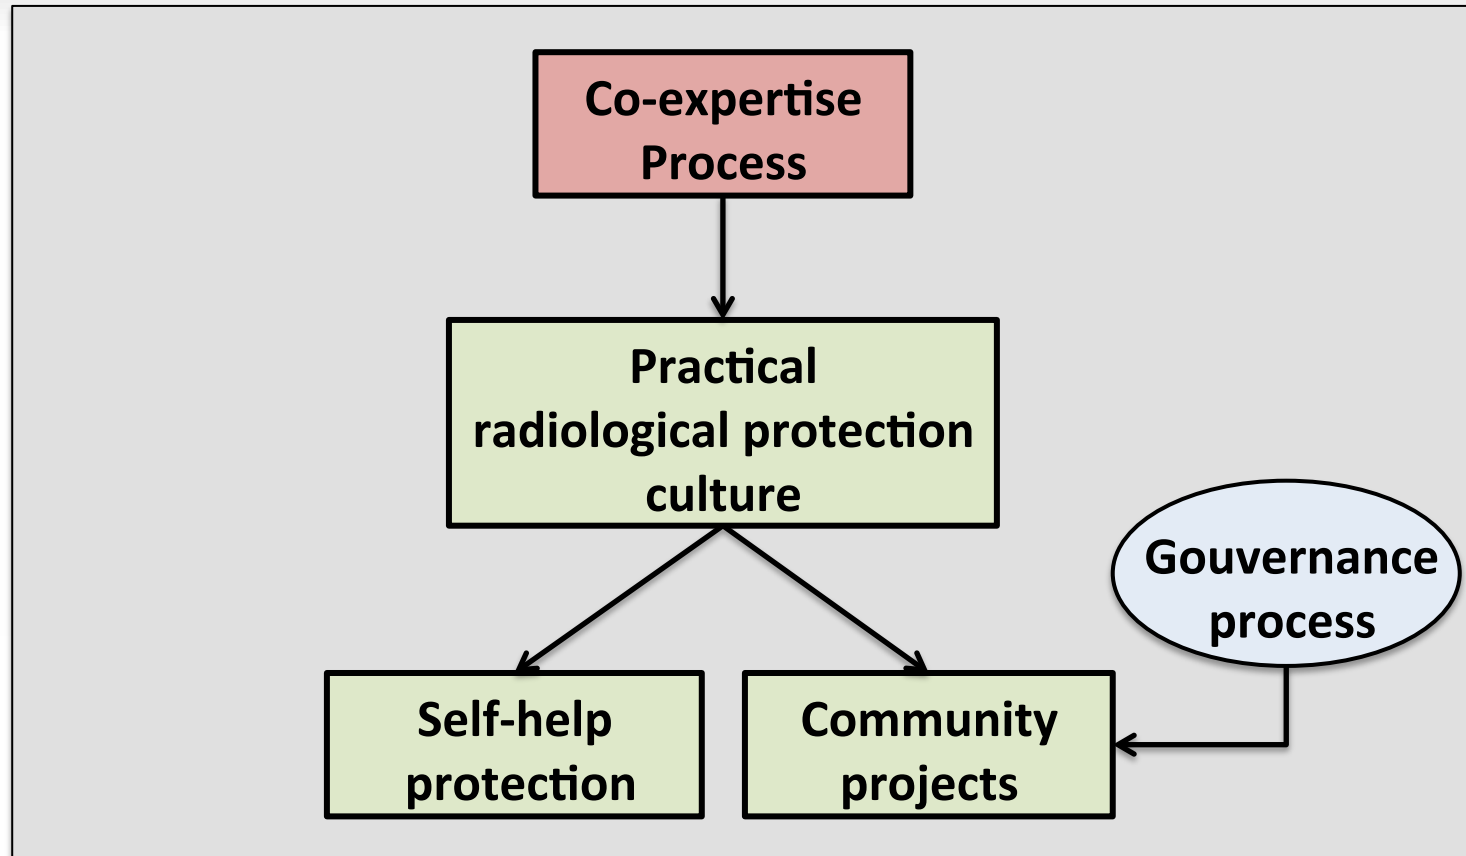 Co-expertise
Process
Practical
radiological protection
culture
Gouvernance
process
Self-help
protection
Community
projects